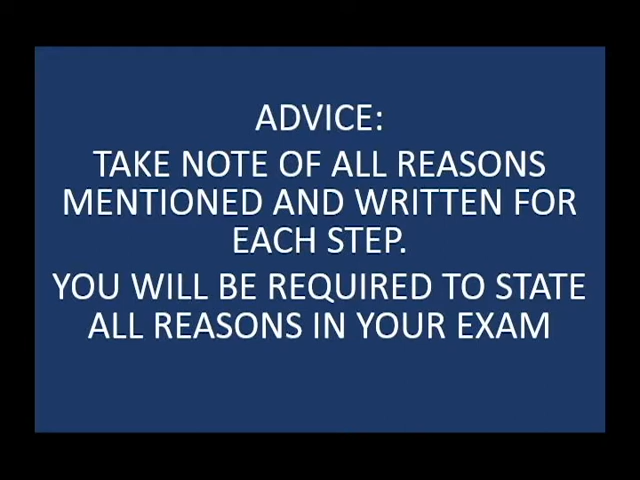 ADVICE:
TAKE NOTE OF ALL REASONS
MENTIONED AND WRITTEN FOR
EACH STEP.
YOU WILL BE REQUIRED TO STATE
ALL REASONS IN YOUR EXAM